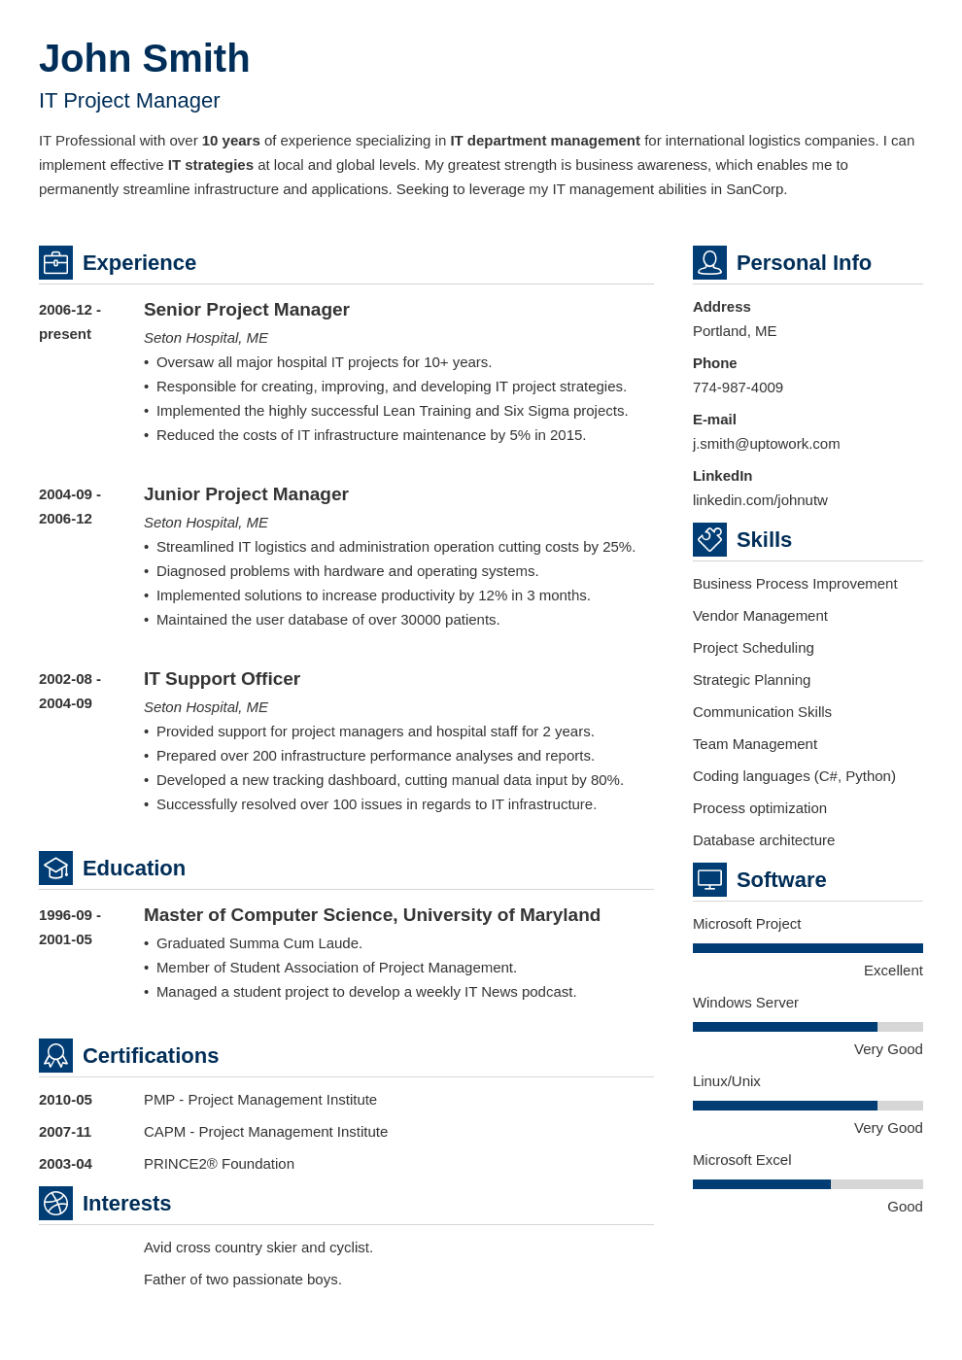 John Smith
IT Project Manager
IT Professional with over 10 years of experience specializing in IT department management for international logistics companies. I can
implement effective IT strategies at local and global levels. My greatest strength is business awareness, which enables me to
permanently streamline infrastructure and applications. Seeking to leverage my IT management abilities in SanCorp.
Experience
2006-12 -
present
Senior Project Manager
Seton Hospital, ME
• Oversaw all major hospital IT projects for 10+ years.
• Responsible for creating, improving, and developing IT project strategies.
• Implemented the highly successful Lean Training and Six Sigma projects.
• Reduced the costs of IT infrastructure maintenance by 5% in 2015.
2004-09 -
2006-12
Junior Project Manager
Seton Hospital, ME
• Streamlined IT logistics and administration operation cutting costs by 25%.
• Diagnosed problems with hardware and operating systems.
• Implemented solutions to increase productivity by 12% in 3 months.
• Maintained the user database of over 30000 patients.
2002-08 -
2004-09
IT Support Officer
Seton Hospital, ME
• Provided support for project managers and hospital staff for 2 years.
• Prepared over 200 infrastructure performance analyses and reports.
• Developed a new tracking dashboard, cutting manual data input by 80%.
• Successfully resolved over 100 issues in regards to IT infrastructure.
Education
1996-09 -
2001-05
Master of Computer Science, University of Maryland
• Graduated Summa Cum Laude.
• Member of Student Association of Project Management.
• Managed a student project to develop a weekly IT News podcast.
Certifications
2010-05 PMP - Project Management Institute
2007-11 CAPM - Project Management Institute
2003-04 PRINCE2® Foundation
Interests
Avid cross country skier and cyclist.
Father of two passionate boys.
Personal Info
Address
Portland, ME
Phone
774-987-4009
E-mail
j.smith@uptowork.com
LinkedIn
linkedin.com/johnutw
Skills
Business Process Improvement
Vendor Management
Project Scheduling
Strategic Planning
Communication Skills
Team Management
Coding languages (C#, Python)
Process optimization
Database architecture
Software
Microsoft Project
Excellent
Windows Server
Very Good
Linux/Unix
Very Good
Microsoft Excel
Good